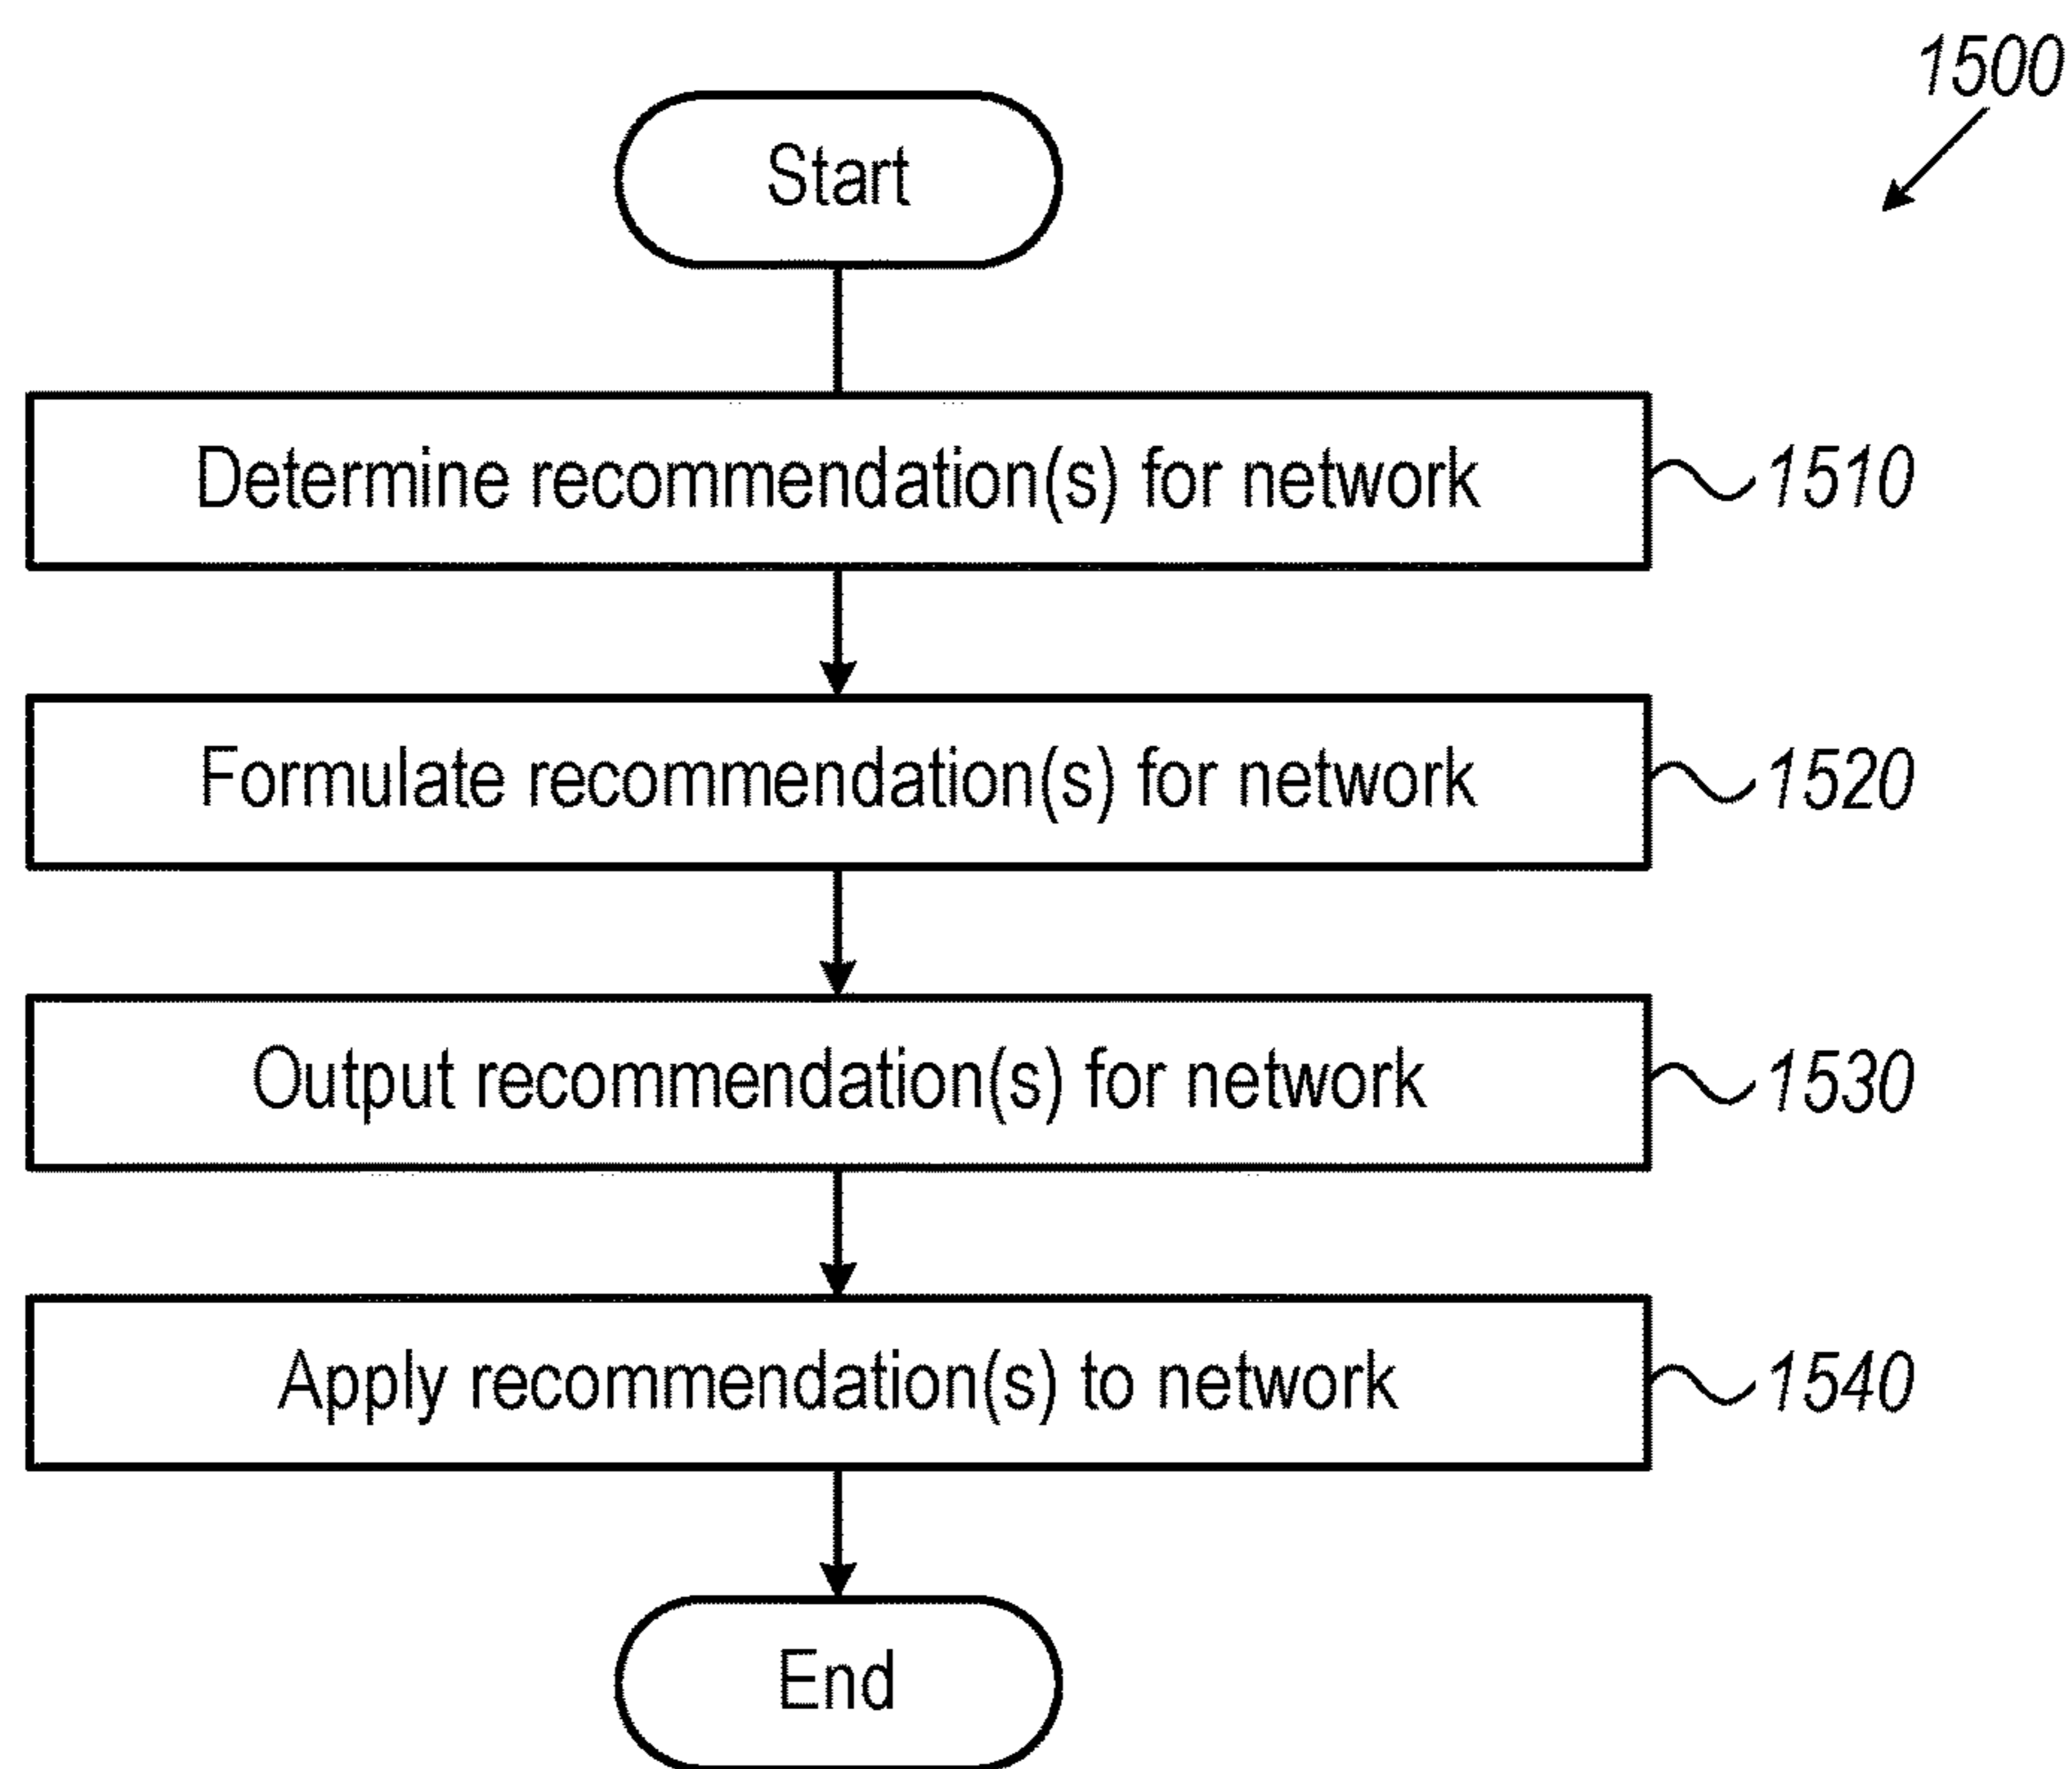 1500
Start
Determine recommendation(s) for network
1510
Formulate recommendation(s) for network
1520
Output recommendation(s) for network
1530
Apply recommendation(s) to network
1540
End